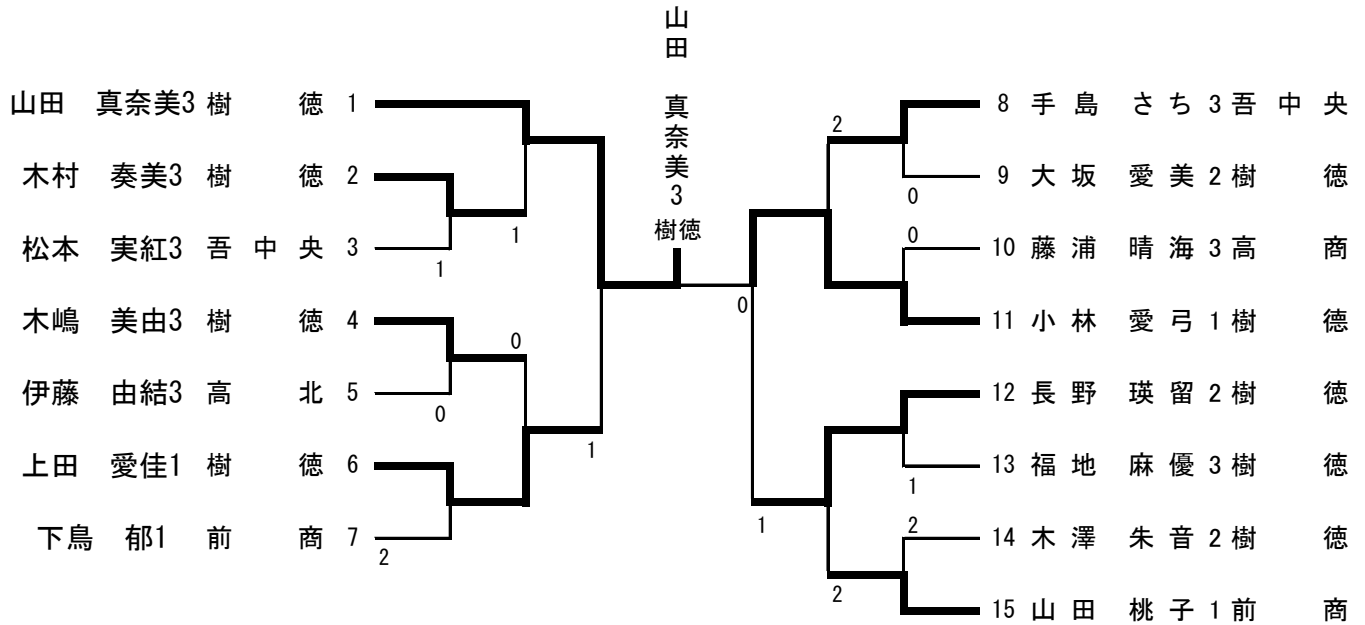 山田 真奈美3
樹徳
山田 真奈美3 樹 徳 1
木村 奏美3 樹 徳 2
松本 実紅3 吾 中 央 3
木嶋 美由3 樹 徳 4
伊藤 由結3 高 北 5
上田 愛佳1 樹 徳 6
下鳥 郁1 前 商 7
1
1
0
0
1
2
0
2
0
0
1
1
2
2
8 手 島 さ ち 3 吾 中 央
9 大 坂 愛 美 2 樹 徳
10 藤 浦 晴 海 3 高 商
11 小 林 愛 弓 1 樹 德
12 長 野 瑛 留 2 樹 徳
13 福 地 麻 優 3 樹 徳
14 木 澤 朱 音 2 樹 徳
15 山 田 桃 子 1 前 商